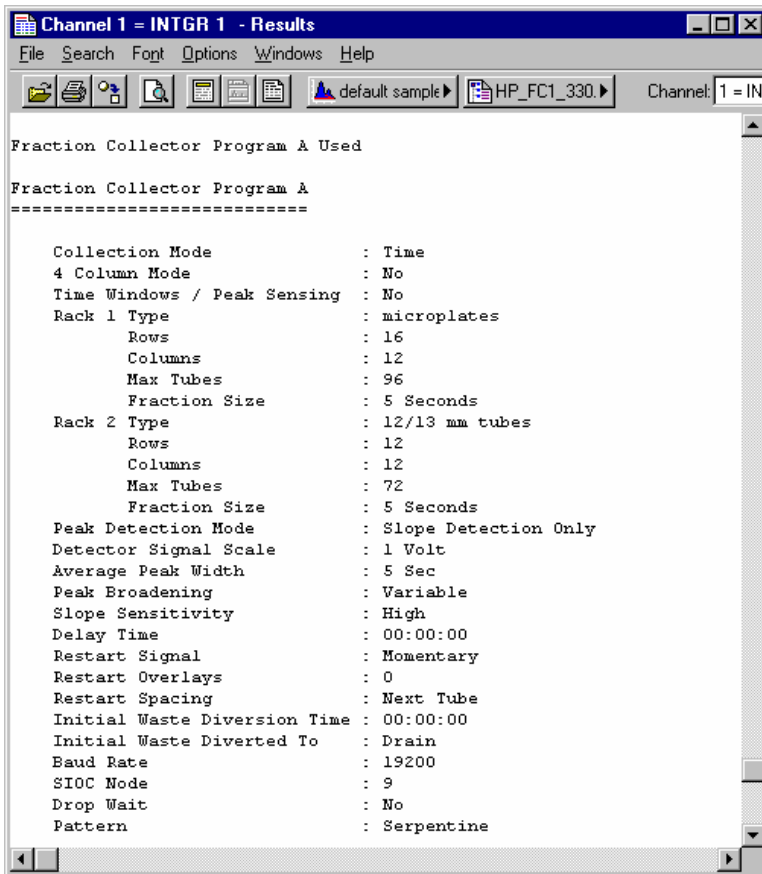 Channel 1 = INTGR 1 - Results
File Search Font Options Windows Help
default sample HP_FC1_330. Channel: 1 = IN
Fraction Collector Program A Used
Fraction Collector Program A
============================
Collection Mode : Time
4 Column Mode : No
Time Windows / Peak Sensing : No
Rack 1 Type : microplates
Rows : 16
Columns : 12
Max Tubes : 96
Fraction Size : 5 Seconds
Rack 2 Type : 12/13 mm tubes
Rows : 12
Columns : 12
Max Tubes : 72
Fraction Size : 5 Seconds
Peak Detection Mode : Slope Detection Only
Detector Signal Scale : 1 Volt
Average Peak Width : 5 Sec
Peak Broadening : Variable
Slope Sensitivity : High
Delay Time : 00:00:00
Restart Signal : Momentary
Restart Overlays : 0
Restart Spacing : Next Tube
Initial Waste Diversion Time : 00:00:00
Initial Waste Diverted To : Drain
Baud Rate : 19200
SIOC Node : 9
Drop Wait : No
Pattern : Serpentine